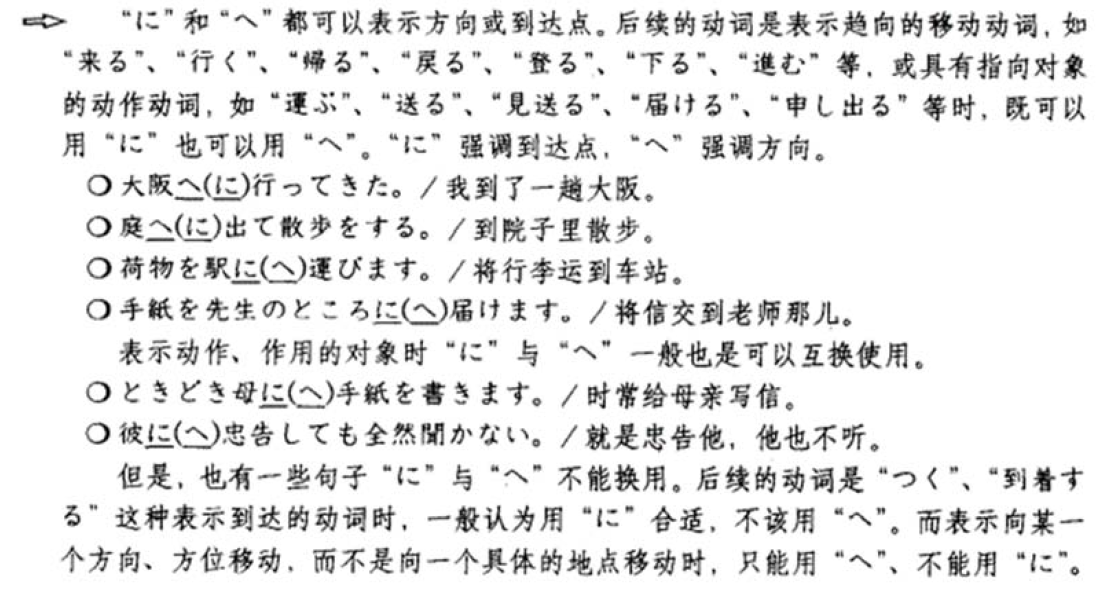 ⇨ “に”和“へ”都可以表示方向或到达点。后续的动词是表示趋向的移动动词，如
“来る”、“行く”、“帰る”、“戻る”、“登る”、“下る”、“進む”等，或具有指向对象
的动作动词，如“運ぶ”、“送る”、“見送る”、“届ける”、“申し出る”等时，既可以
用“に”也可以用“へ”。“に”强调到达点，“へ”强调方向。
○大阪へ(に)行ってきた。/我到了一趟大阪。
○庭へ(に)出て散歩をする。/到院子里散步。
○荷物を駅に(へ)運びます。/将行李运到车站。
○手紙を先生のところに(へ)届けます。/将信交到老师那儿。
表示动作、作用的对象时“に”与“へ”一般也是可以互换使用。
○ときどき母に(へ)手紙を書きます。/时常给母亲写信。
○彼に(へ)忠告しても全然聞かない。/就是忠告他，他也不听。
但是，也有一些句子“に”与“へ”不能换用。后续的动词是“つく”、“到着す
る”这种表示到达的动词时，一般认为用“に”合适，不该用“へ”。而表示向某一
个方向、方位移动，而不是向一个具体的地点移动时，只能用“へ”、不能用“に”。